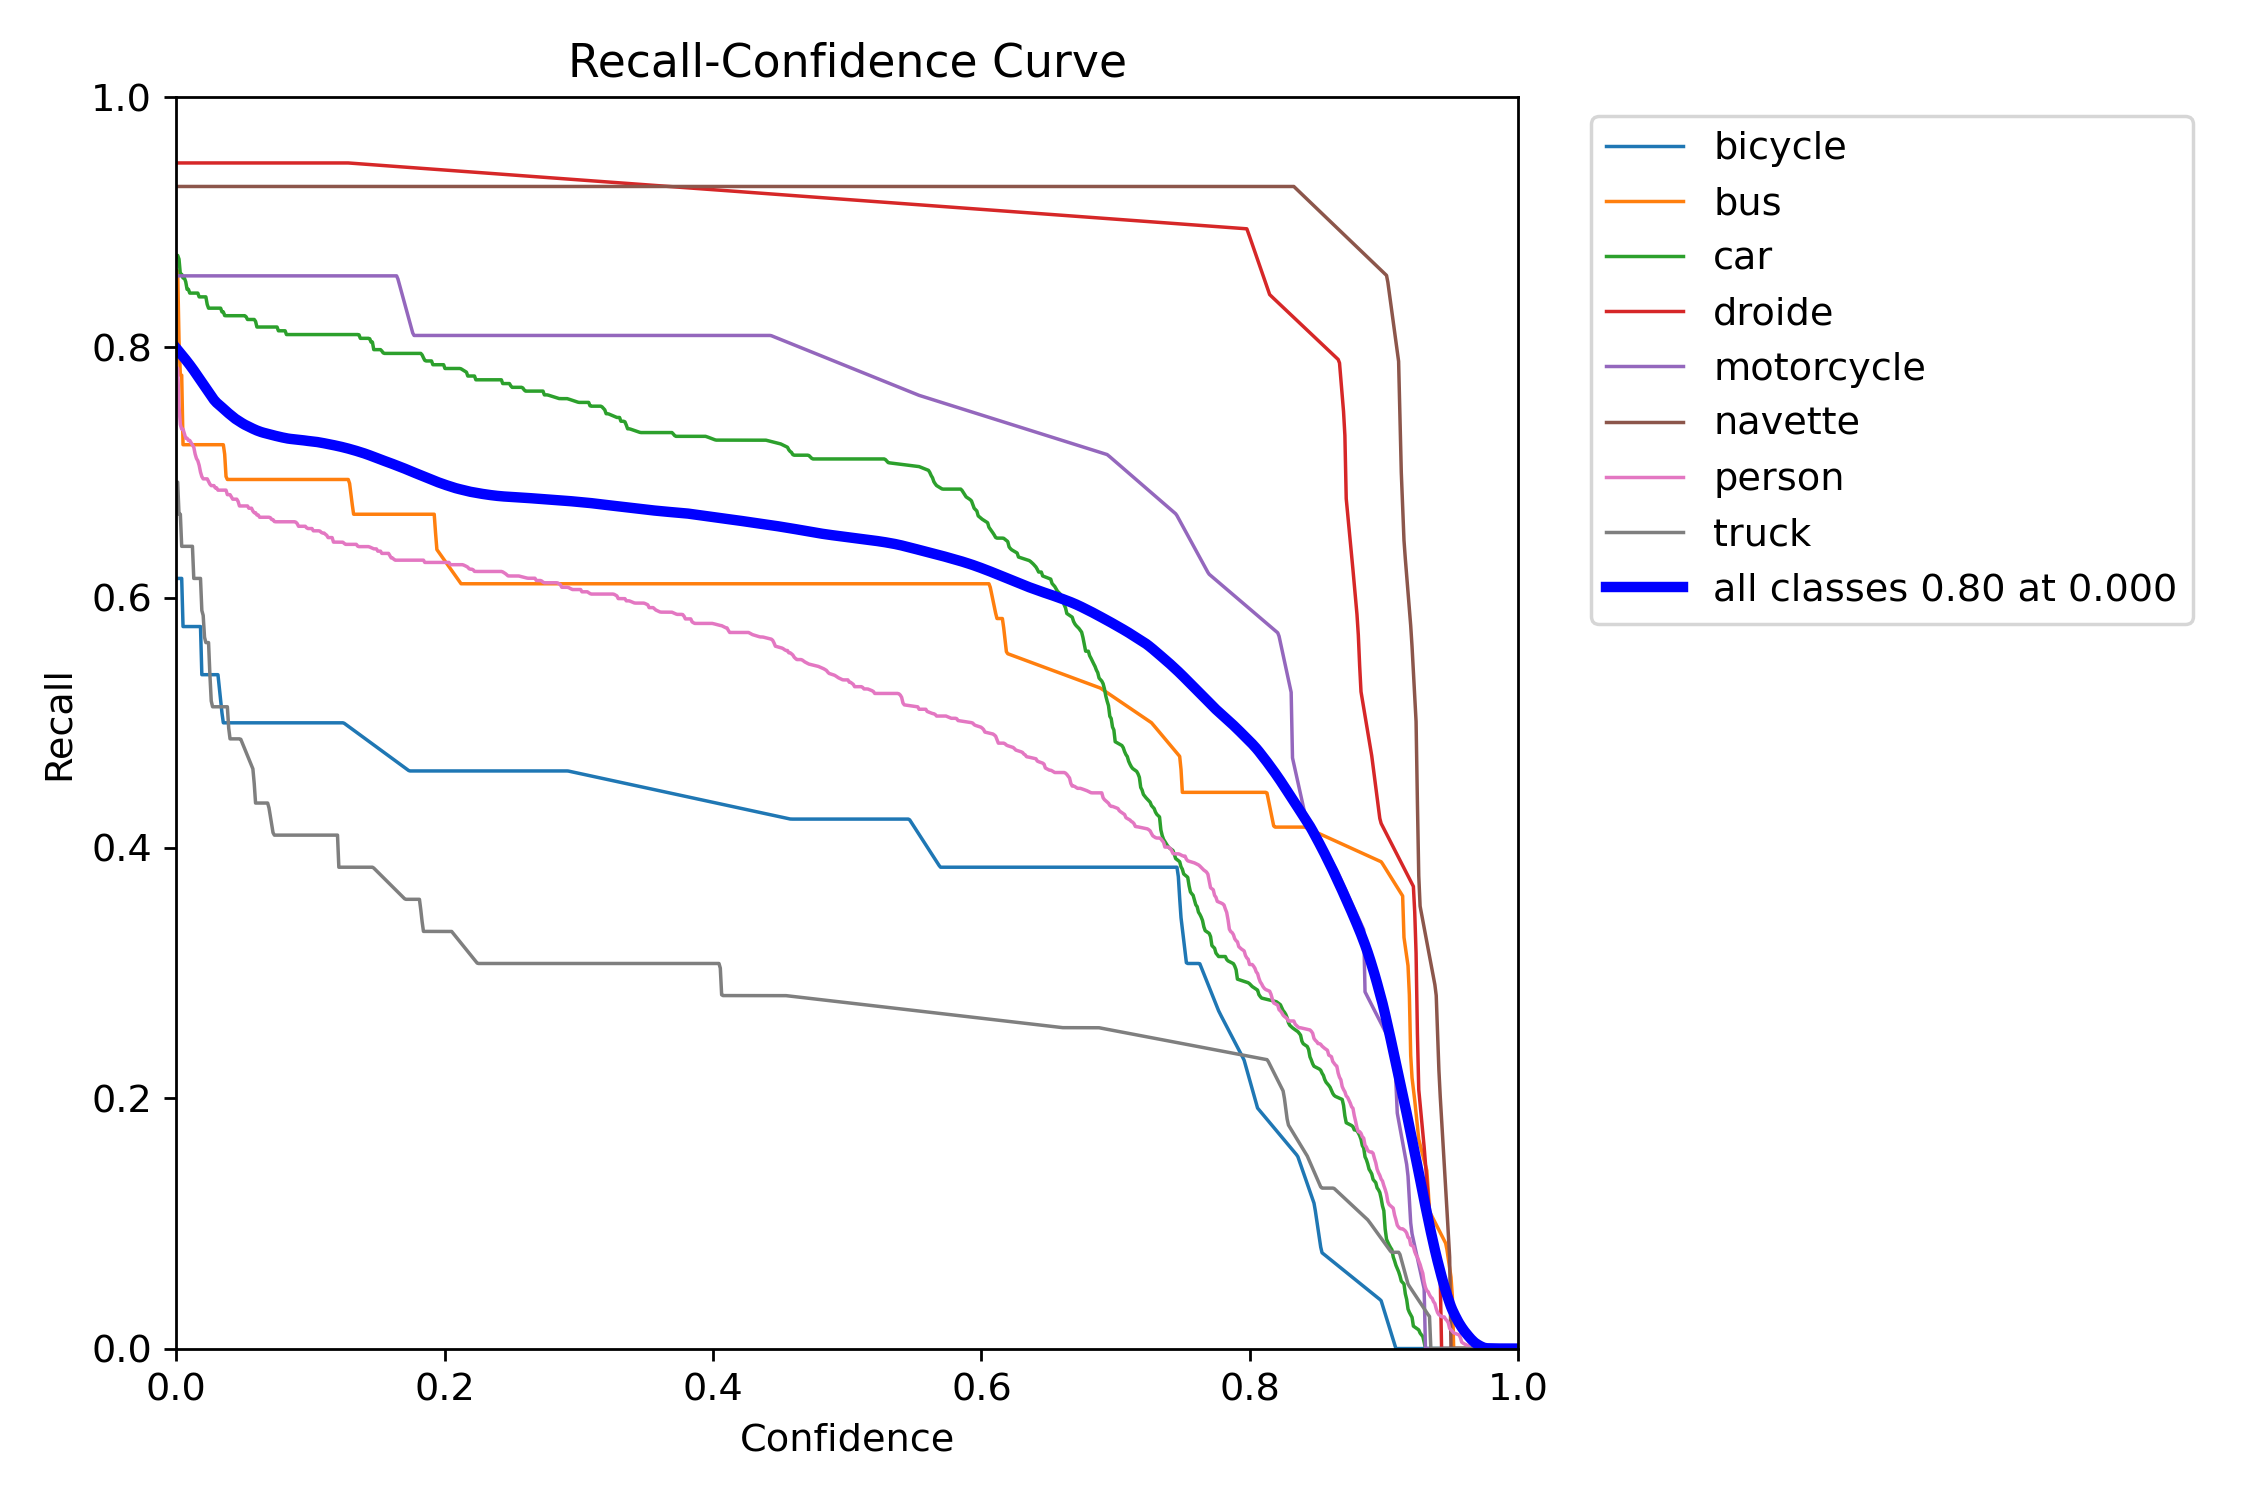 Recall-Confidence Curve
1.0
0.8
0.6
0.4
0.2
0.0
Recall
0.0 0.2 0.4 0.6 0.8 1.0
Confidence
bicycle
bus
car
droide
motorcycle
navette
person
truck
all classes 0.80 at 0.000